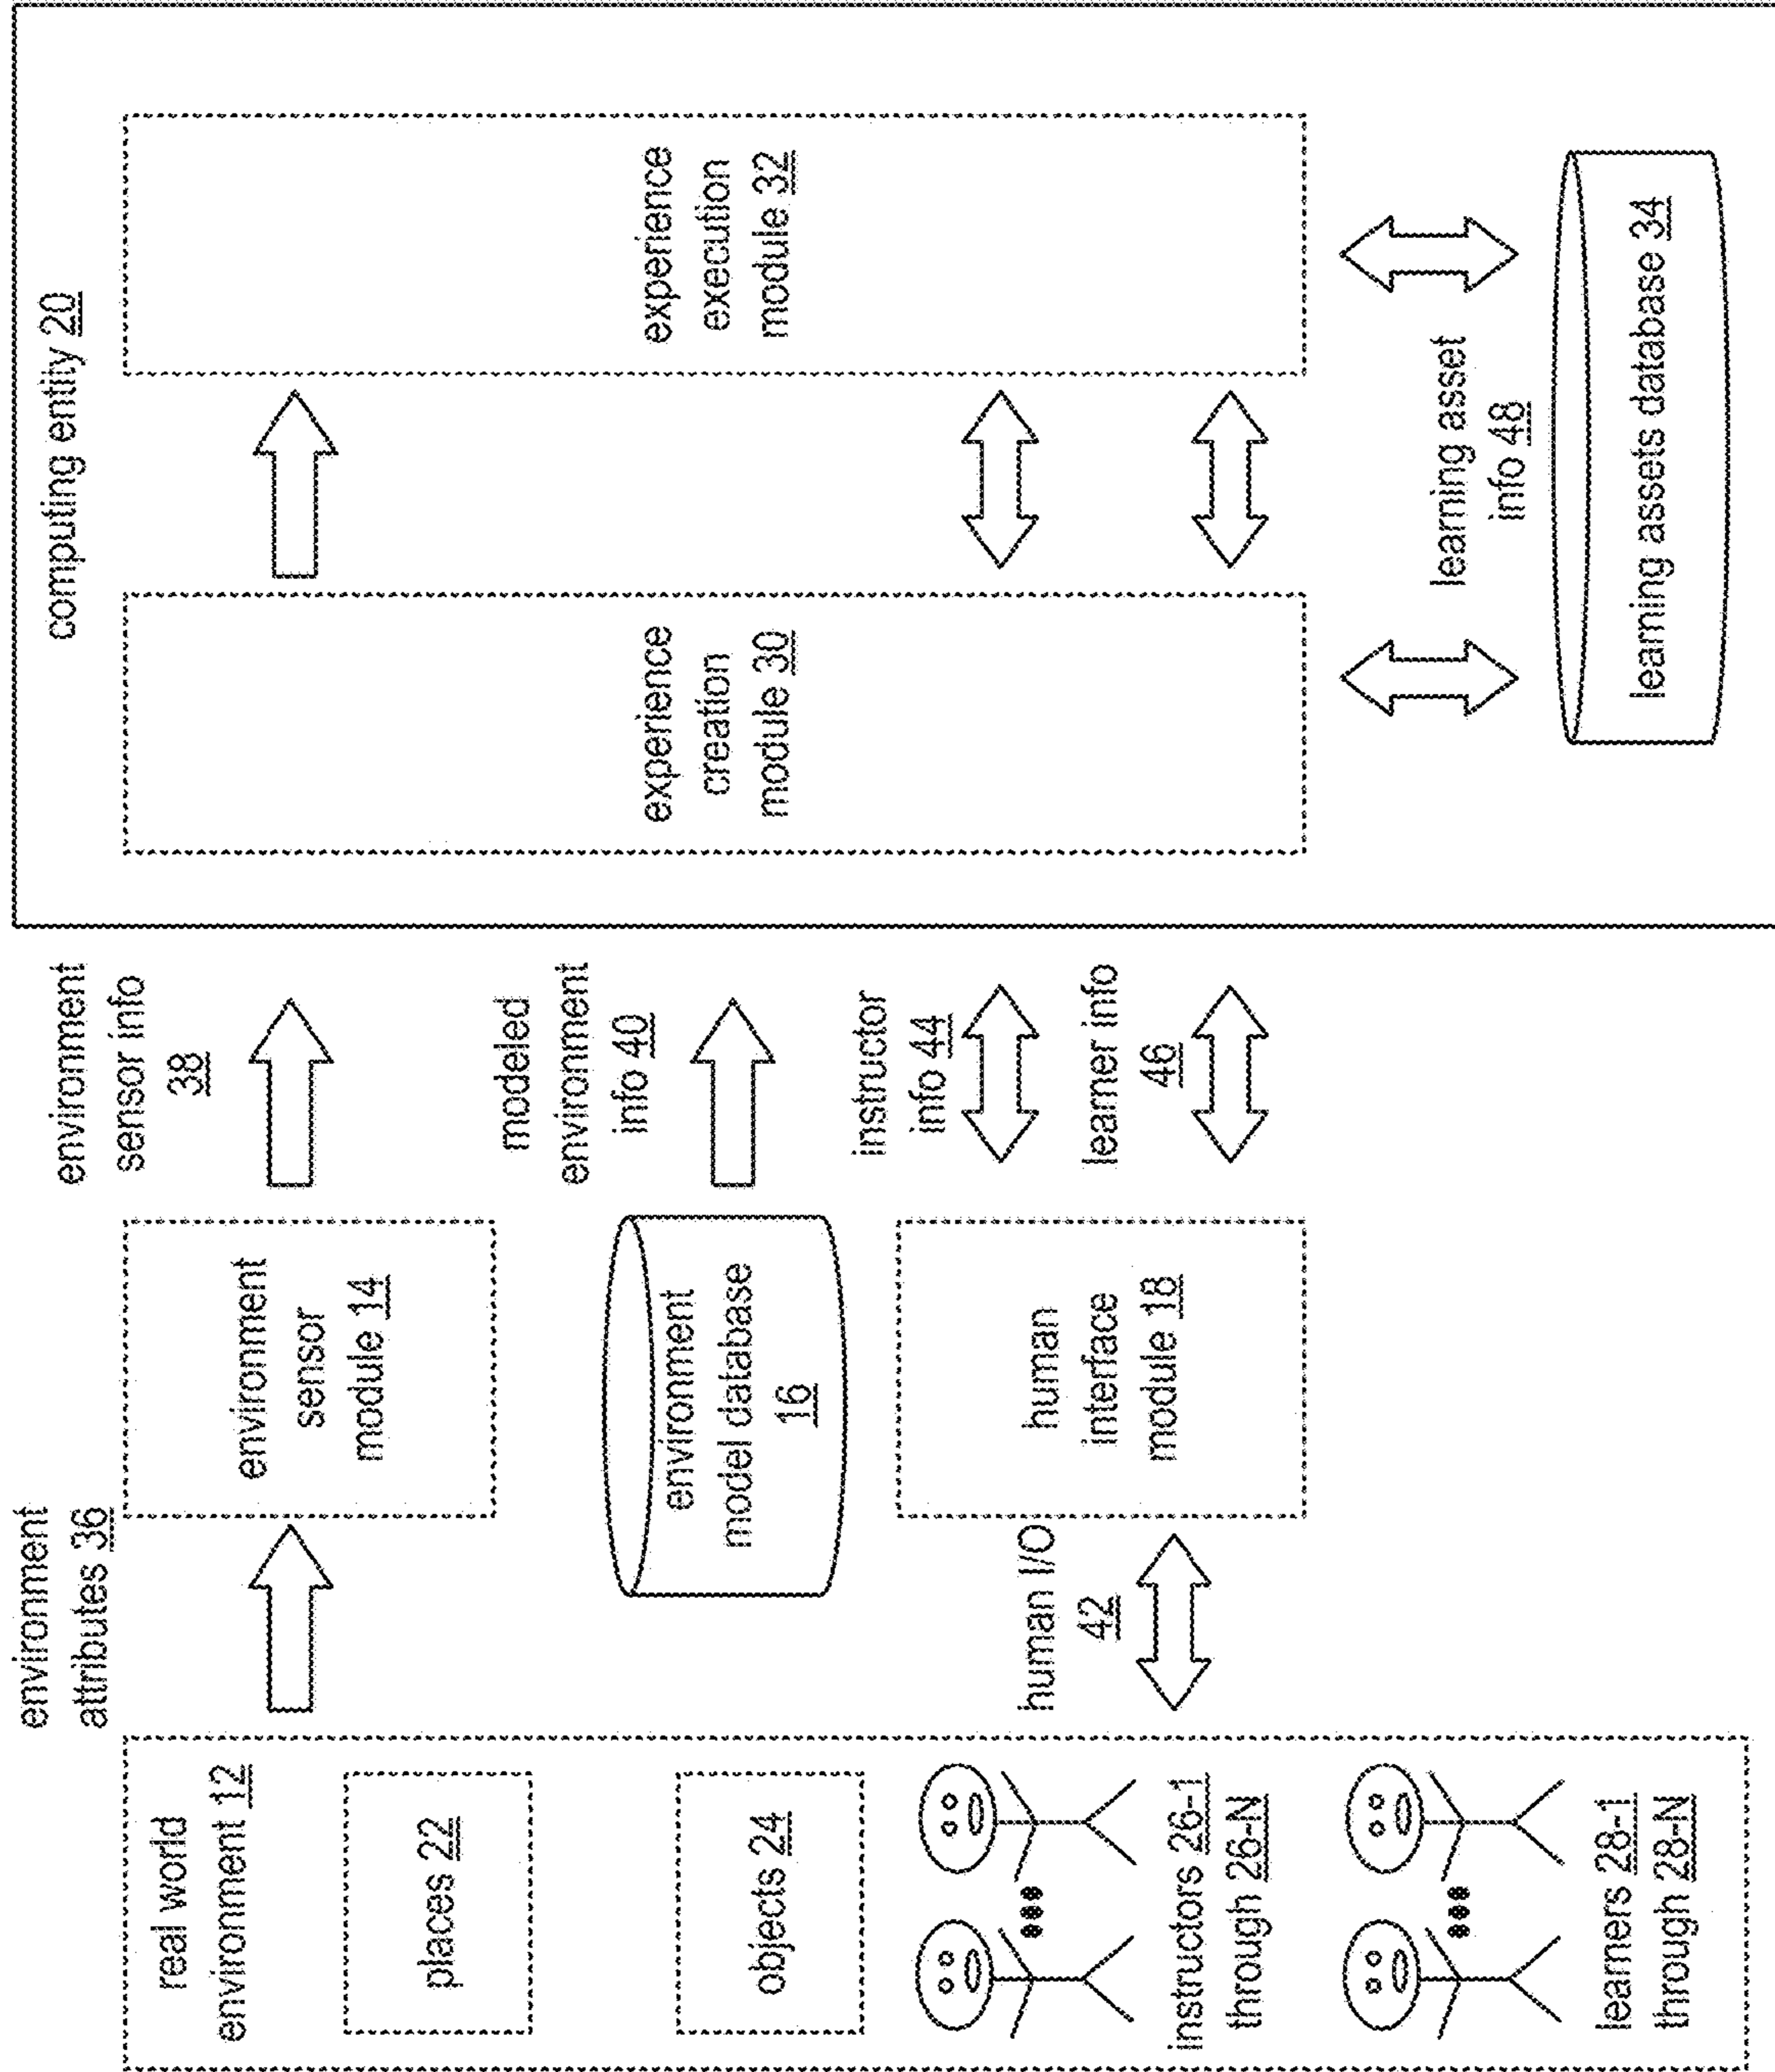 environment
attributes 36
real world
environment 12
places 22
objects 24
instructors 26-1
through 26-N
learners 28-1
through 28-N
environment
sensor
module 14
environment
model database
16
human I/O
42
human
interface
module 18
environment
sensor info
38
modeled
environment
info 40
instructor
info 44
learner info
46
computing entity 20
experience
creation
module 30
experience
execution
module 32
learning asset
info 48
learning assets database 34